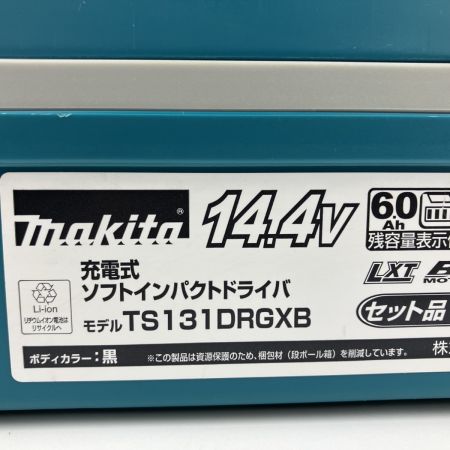 makita® 14.4V 6.0Ah
残容量表示
充電式
ソフトインパクトドライバ
モデル TS131DRGXB
LXT
セット品
Li-ion
リチウムイオン電池は
リサイクルへ
ボディカラー:黒 ※この製品は資源保護のため、梱包材(段ボール箱)を削減しています。